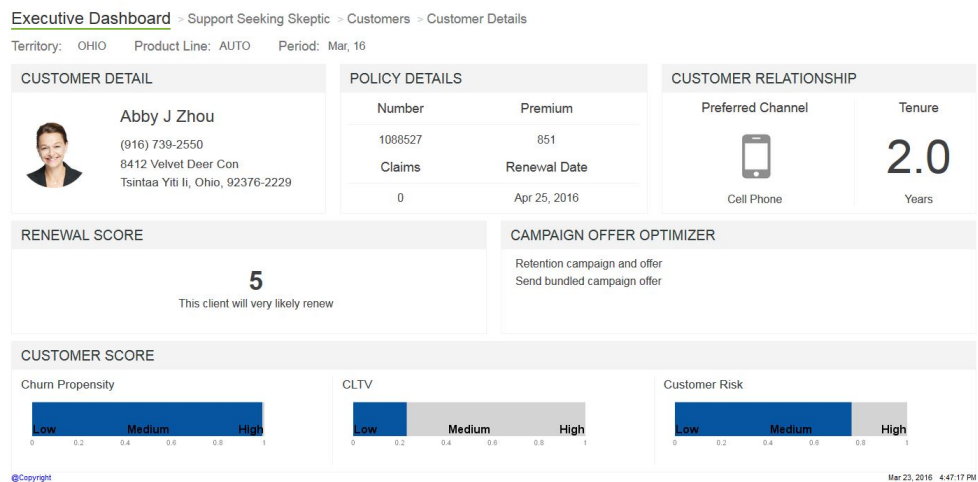 Executive Dashboard > Support Seeking Skeptic > Customers > Customer Details
Territory: OHIO Product Line: AUTO Period: Mar, 16
CUSTOMER DETAIL
Abby J Zhou
(916) 739-2550
8412 Velvet Deer Con
Tsintaa Yiti Ii, Ohio, 92376-2229
POLICY DETAILS
Number Premium
1088527 851
Claims Renewal Date
0 Apr 25, 2016
CUSTOMER RELATIONSHIP
Preferred Channel Tenure
2.0
Cell Phone Years
RENEWAL SCORE
5
This client will very likely renew
CAMPAIGN OFFER OPTIMIZER
Retention campaign and offer
Send bundled campaign offer
CUSTOMER SCORE
Churn Propensity
Low Medium High
0 0.2 0.4 0.6 0.8 1
CLTV
Low Medium High
0 0.2 0.4 0.6 0.8 1
Customer Risk
Low Medium High
0 0.2 0.4 0.6 0.8 1
@Copyright Mar 23, 2016 4:47:17 PM